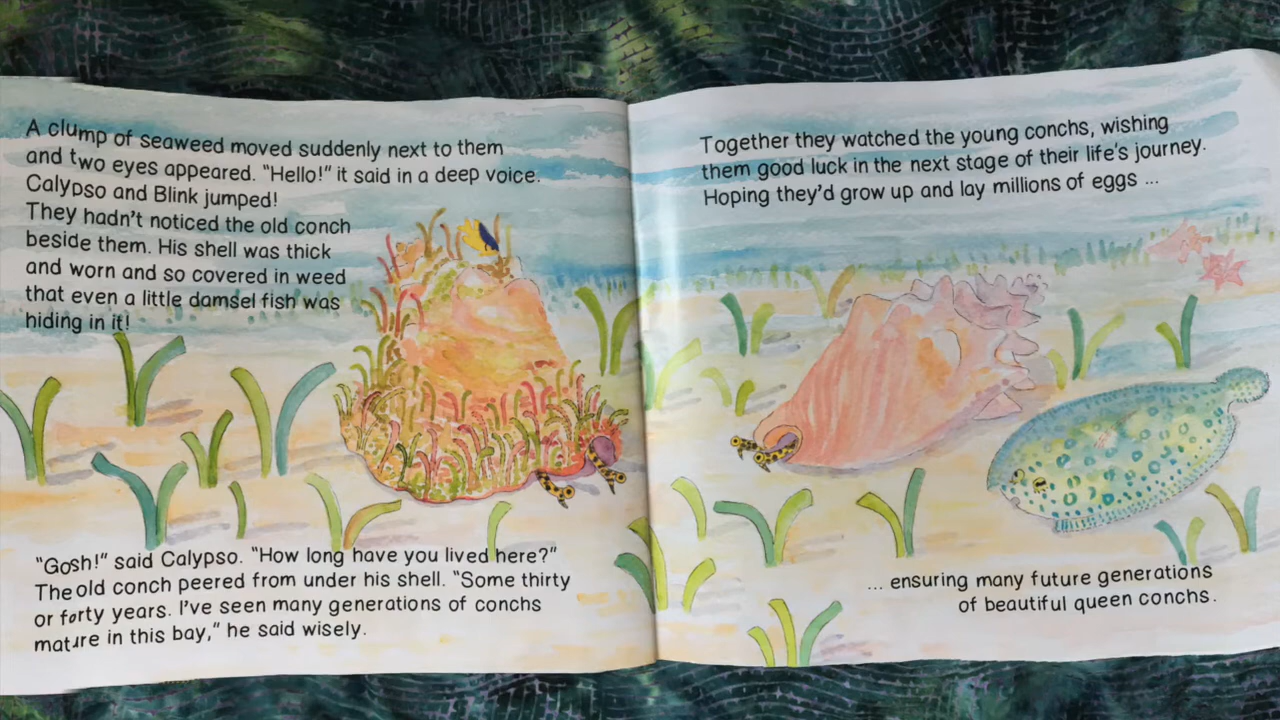 A clump of seaweed moved suddenly next to them
and two eyes appeared. “Hello!” it said in a deep voice.
Calypso and Blink jumped!
They hadn’t noticed the old conch
beside them. His shell was thick
and worn and so covered in weed
that even a little damsel fish was
hiding in it!
“Gosh!” said Calypso. “How long have you lived here?”
The old conch peered from under his shell. “Some thirty
or forty years. I’ve seen many generations of conchs
mature in this bay,” he said wisely.
Together they watched the young conchs, wishing
them good luck in the next stage of their life’s journey.
Hoping they’d grow up and lay millions of eggs ...
... ensuring many future generations
of beautiful queen conchs.